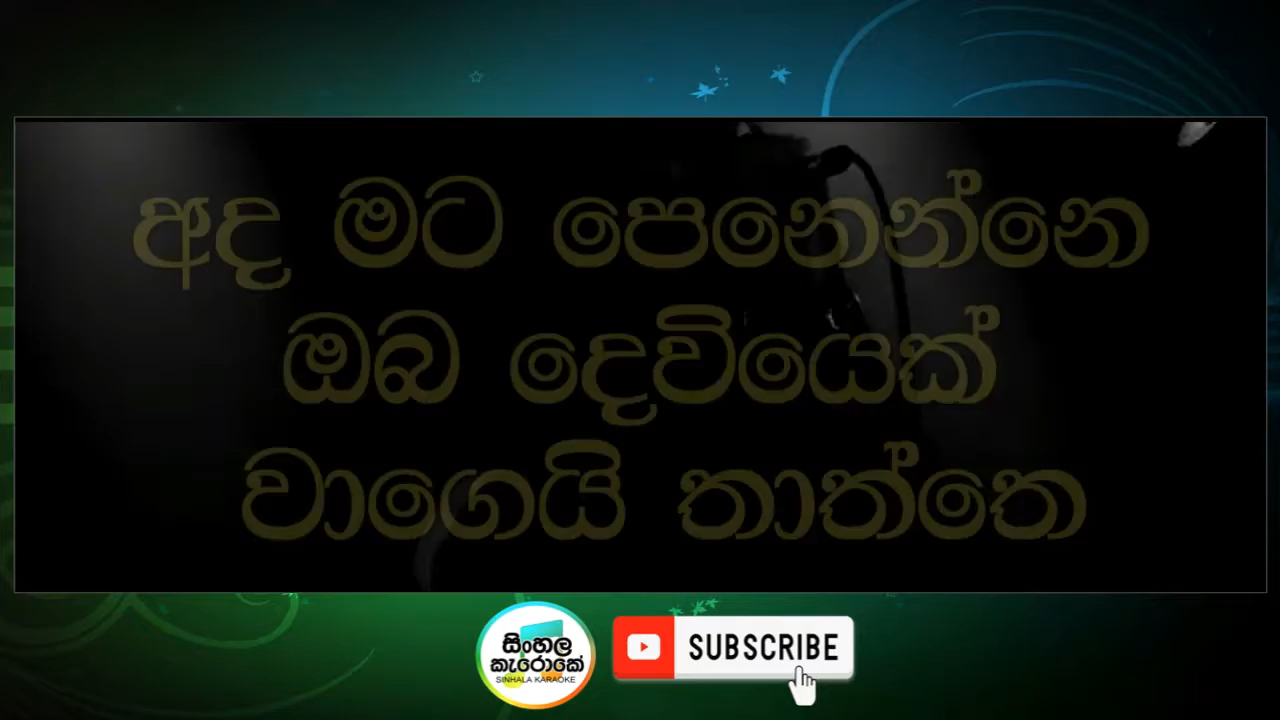 අද මට පෙනෙන්නෙ
ඔබ දෙවියෙක්
වාගෙයි තාත්තෙ
සිංහල
කැරොකේ
SINHALA KARAOKE
SUBSCRIBE